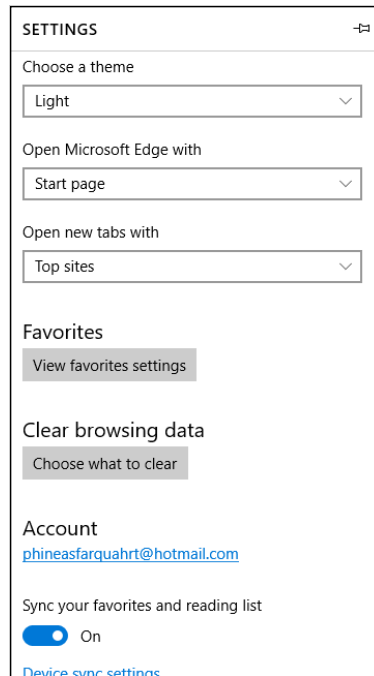 SETTINGS
Choose a theme
Light
Open Microsoft Edge with
Start page
Open new tabs with
Top sites
Favorites
View favorites settings
Clear browsing data
Choose what to clear
Account
phineasfarquahrt@hotmail.com
Sync your favorites and reading list
On
Device sync settings